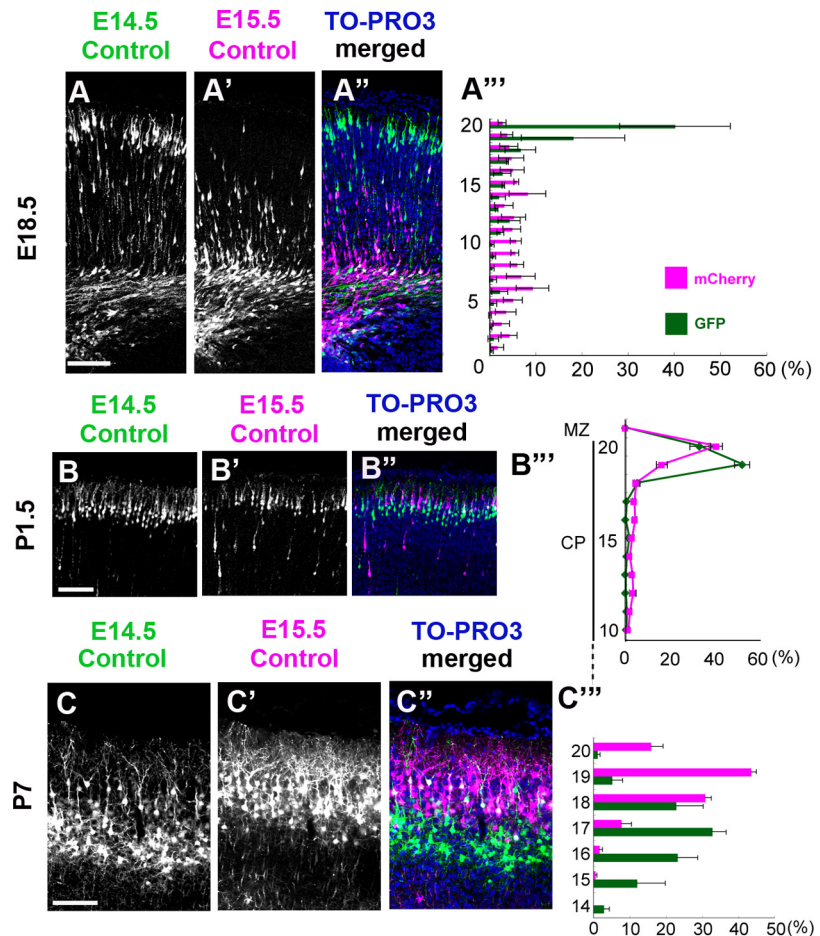 E14.5 Control
E15.5 Control
TO-PRO3 merged
E18.5
A
A'
A''
A'''
20
15
10
5
0
0
10
20
30
40
50
60 (%)
mCherry
GFP
E14.5 Control
E15.5 Control
TO-PRO3 merged
P1.5
B
B'
B''
B'''
MZ
CP
20
15
10
0
20
40
60 (%)
E14.5 Control
E15.5 Control
TO-PRO3 merged
P7
C
C'
C''
C'''
20
19
18
17
16
15
14
0
10
20
30
40
50 (%)